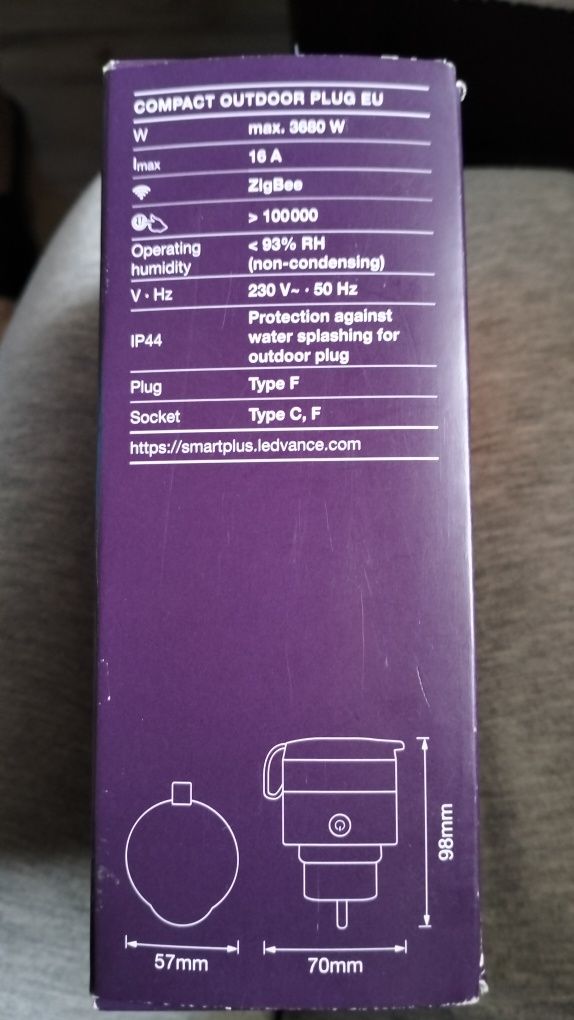 COMPACT OUTDOOR PLUG EU
W max. 3680 W
Imax 16 A
ZigBee
> 100000
Operating humidity < 93% RH (non-condensing)
V · Hz 230 V~ · 50 Hz
IP44 Protection against water splashing for outdoor plug
Plug Type F
Socket Type C, F
https://smartplus.ledvance.com
98mm
57mm
70mm